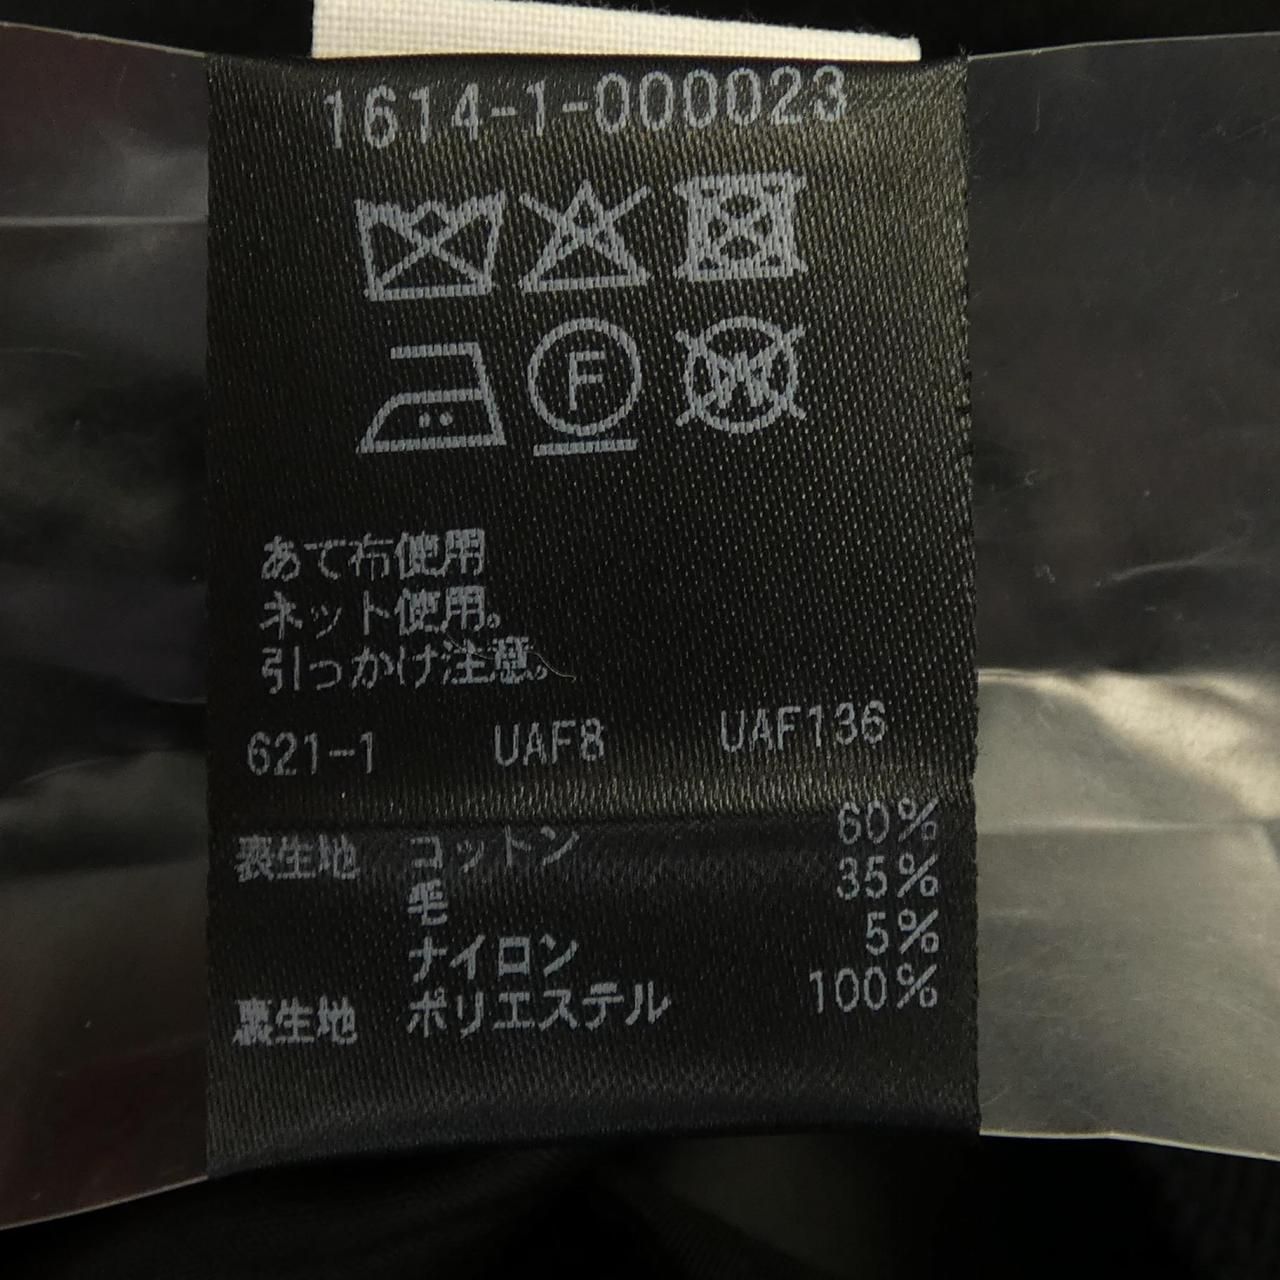 1614-1-000023
F
W
あて布使用
ネット使用。
引っかけ注意。
621-1 UAF8 UAF136
表生地 コットン 60%
毛 35%
ナイロン 5%
裏生地 ポリエステル 100%